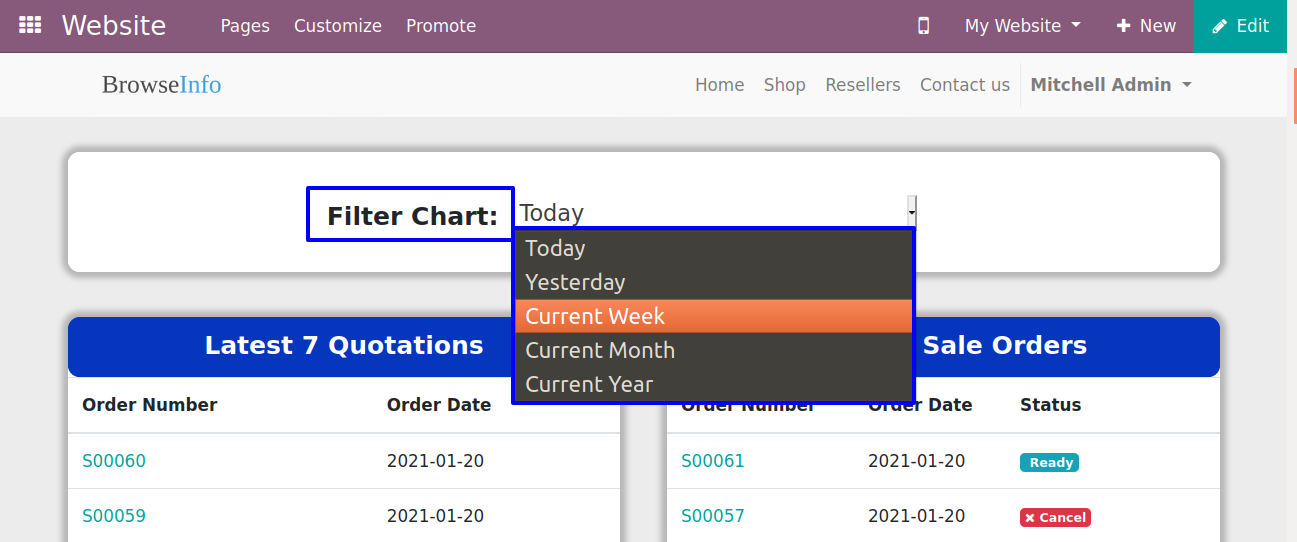 Website Pages Customize Promote My Website + New Edit
BrowseInfo Home Shop Resellers Contact us Mitchell Admin
Filter Chart: Today
Today
Yesterday
Current Week
Current Month
Current Year
Latest 7 Quotations Sale Orders
Order Number Order Date Order Number Order Date Status
S00060 2021-01-20 S00061 2021-01-20 Ready
S00059 2021-01-20 S00057 2021-01-20 Cancel